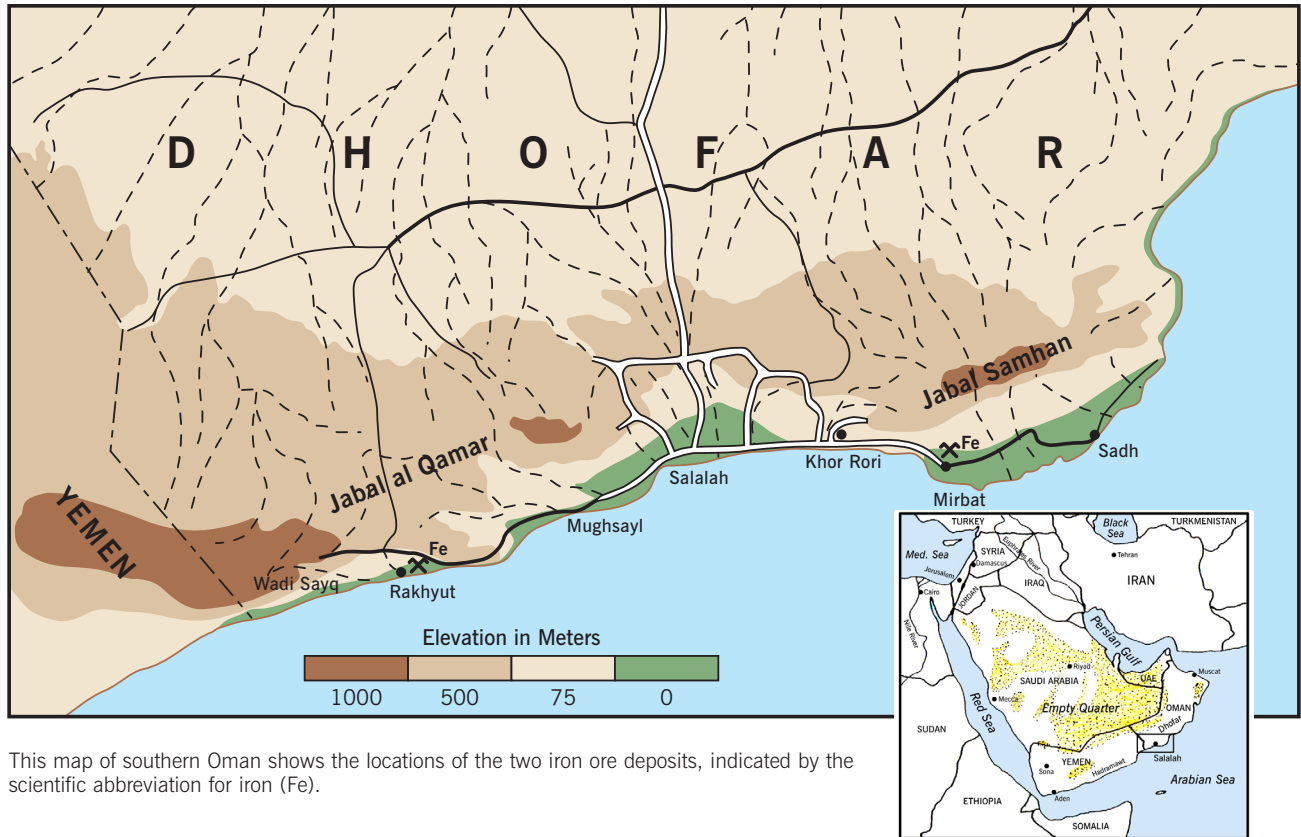 D H O F A R
Jabal Samhan
Jabal al Qamar
YEMEN
Fe
Khor Rori
Sadh
Salalah
Mirbat
Mughsayl
Fe
Wadi Sayq
Rakhyut
Elevation in Meters
1000 500 75 0
TURKEY
Black
Sea
TURKMENISTAN
Med. Sea
SYRIA
Euphrates River
Tehran
Damascus
Jerusalem
IRAQ
IRAN
Cairo
JORDAN
Nile River
Persian Gulf
Riyad
Muscat
SAUDI ARABIA
UAE
Mecca
Empty Quarter
OMAN
Red Sea
Dhofar
SUDAN
YEMEN
Salalah
Sona
Hadramawt
Arabian Sea
Aden
ETHIOPIA
SOMALIA
This map of southern Oman shows the locations of the two iron ore deposits, indicated by the
scientific abbreviation for iron (Fe).